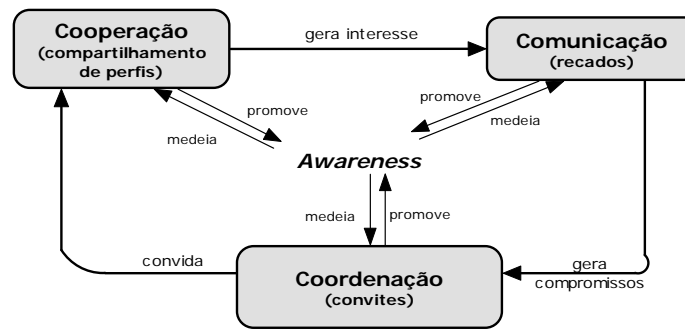 Cooperação
(compartilhamento
de perfis)
gera interesse
Comunicação
(recados)
promove
medeia
promove
medeia
Awareness
medeia
promove
convida
Coordenação
(convites)
gera
compromissos